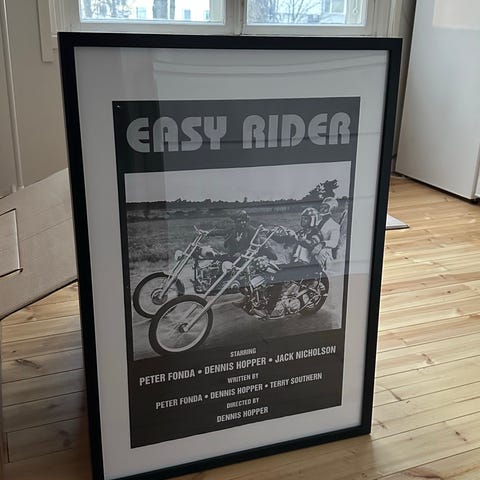 EASY RIDER
STARRING
PETER FONDA • DENNIS HOPPER • JACK NICHOLSON
WRITTEN BY
PETER FONDA • DENNIS HOPPER • TERRY SOUTHERN
DIRECTED BY
DENNIS HOPPER